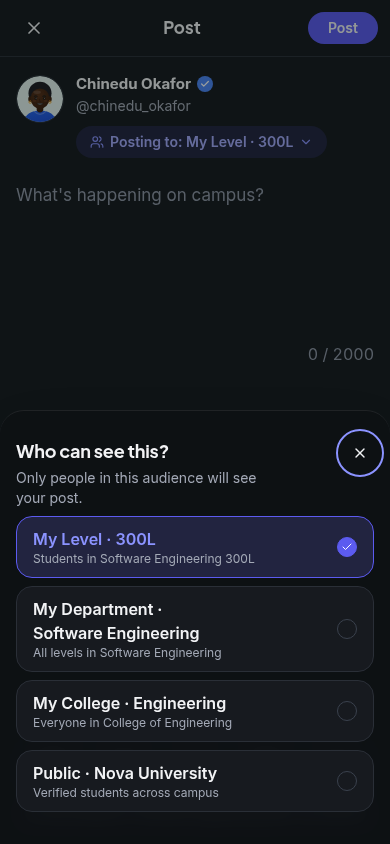 Post
Post
Chinedu Okafor
@chinedu_okafor
Posting to: My Level · 300L
What's happening on campus?
0 / 2000
Who can see this?
Only people in this audience will see
your post.
My Level · 300L
Students in Software Engineering 300L
My Department ·
Software Engineering
All levels in Software Engineering
My College · Engineering
Everyone in College of Engineering
Public · Nova University
Verified students across campus